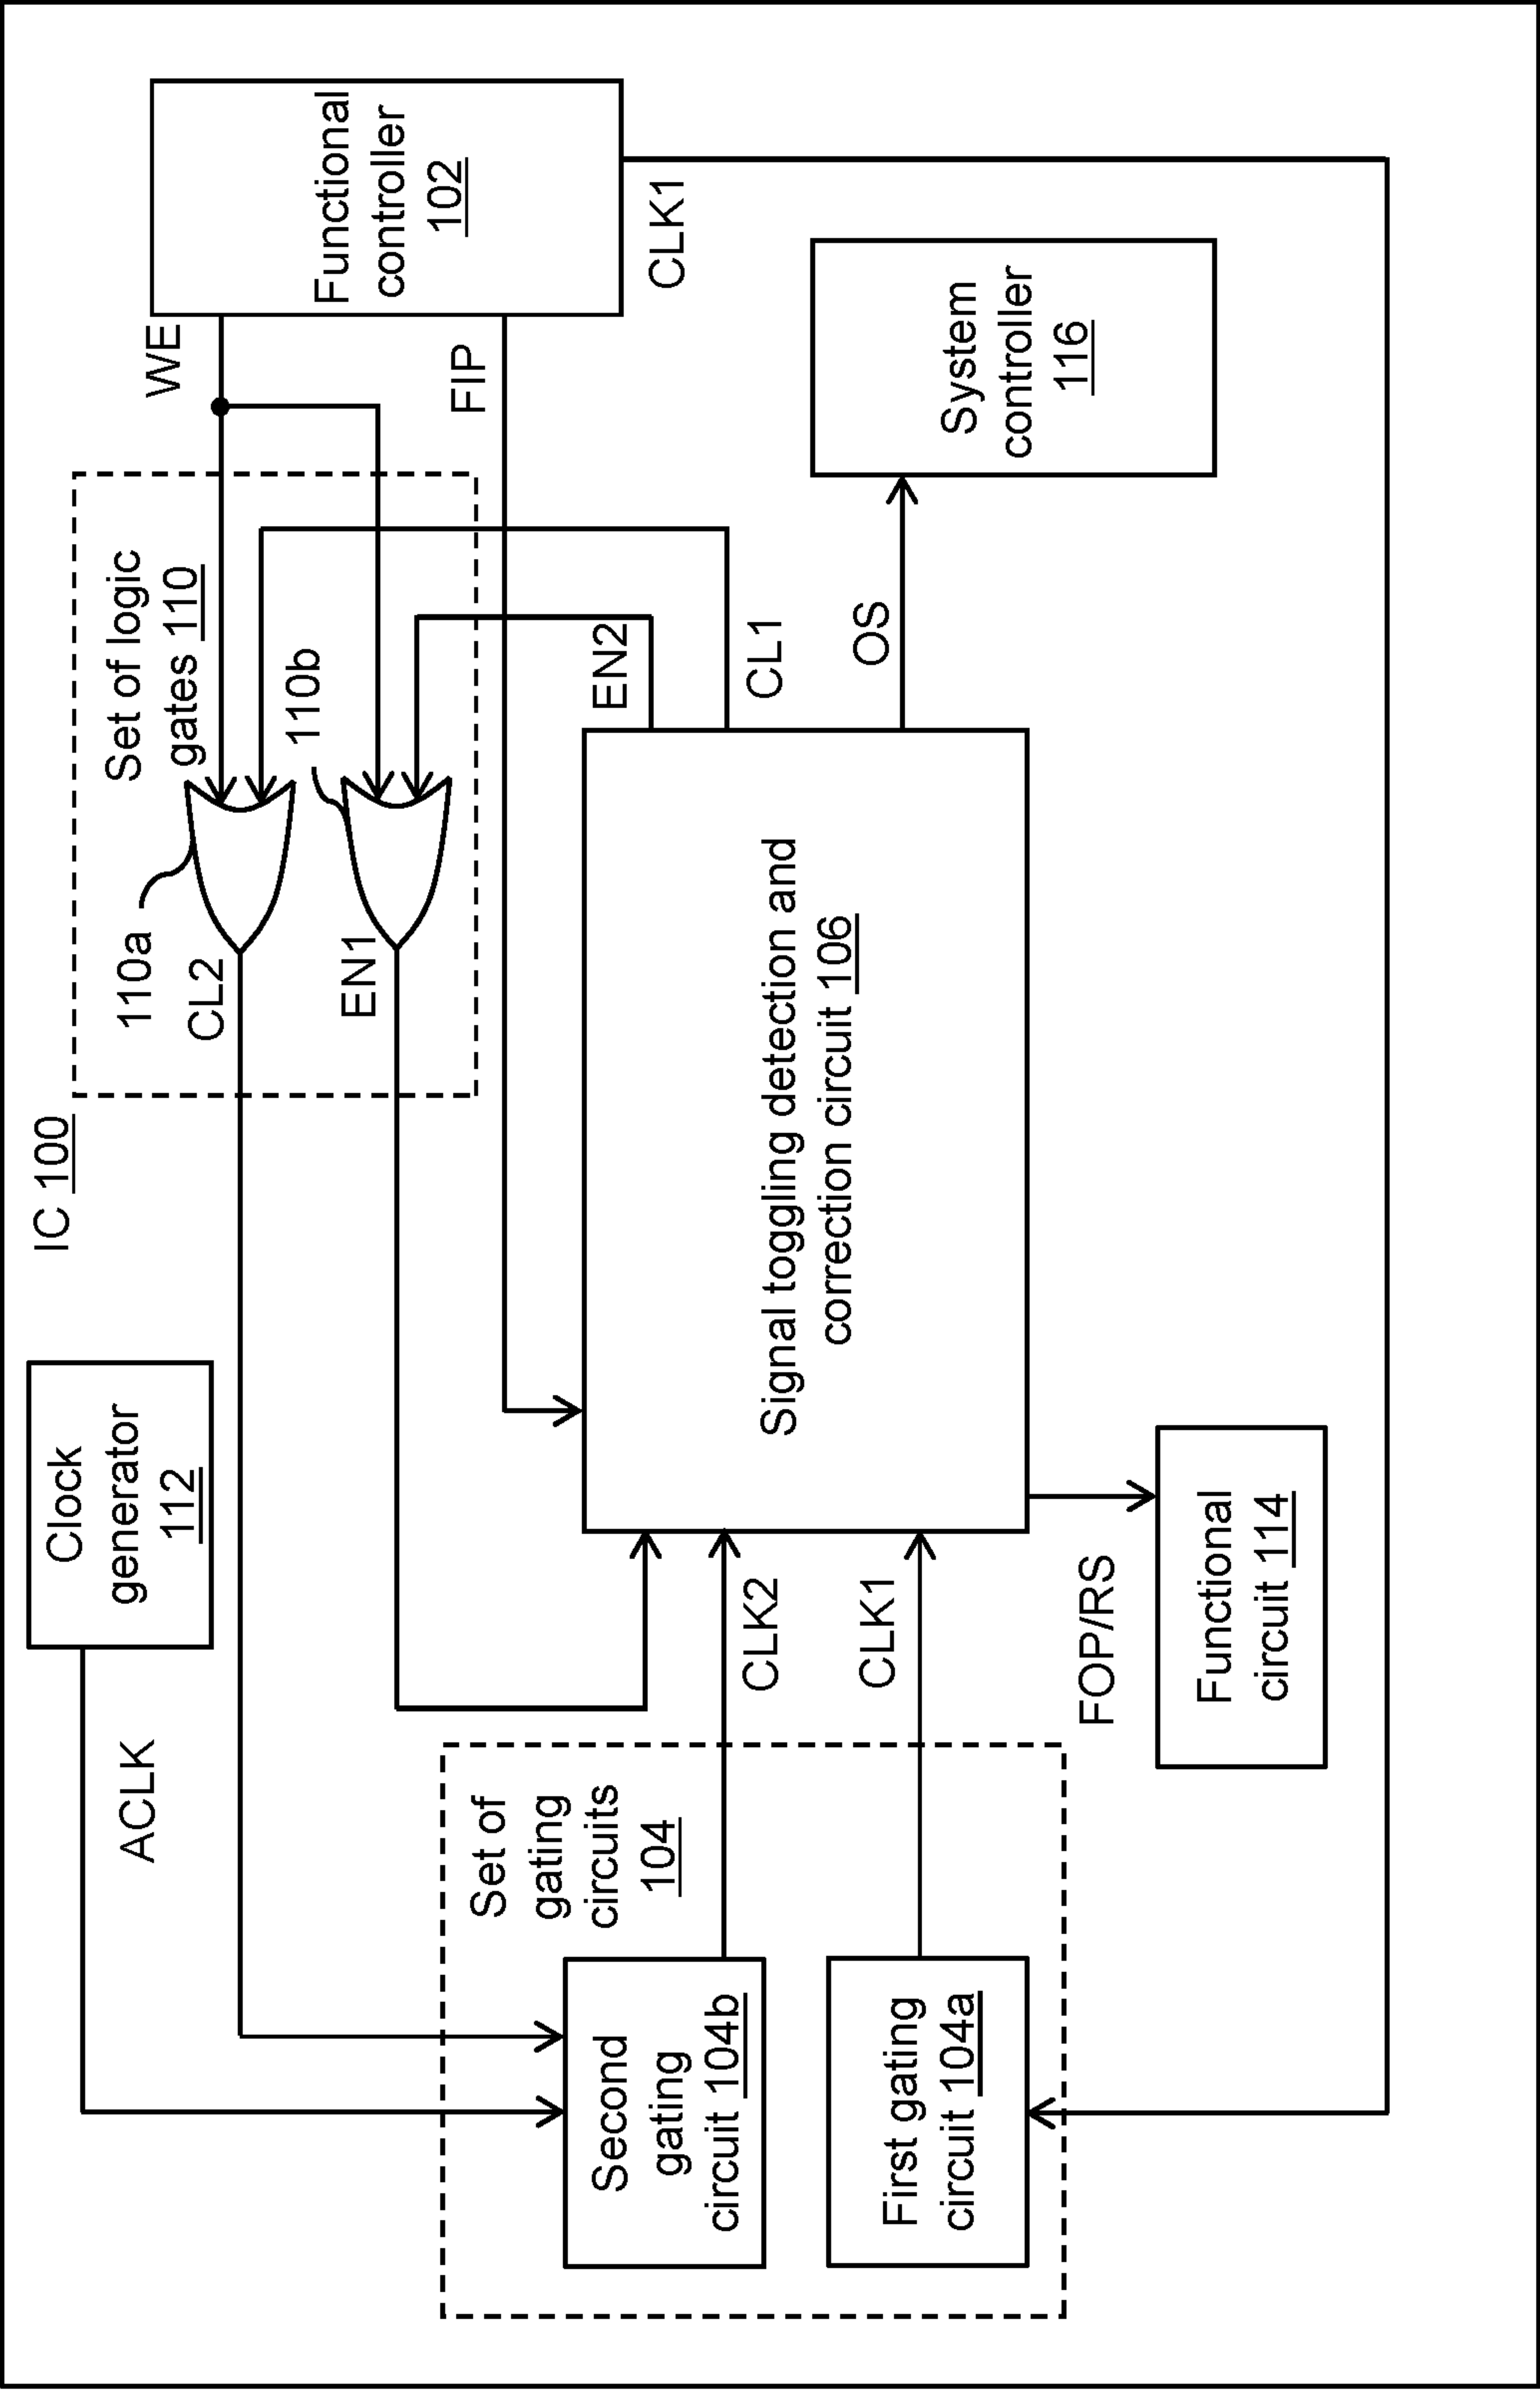 IC 100
Clock
generator
112
ACLK
Set of logic
gates 110
110a
110b
CL2
EN1
WE
FIP
Functional
controller
102
CLK1
EN2
CL1
OS
System
controller
116
Signal toggling detection and
correction circuit 106
Set of
gating
circuits
104
Second
gating
circuit 104b
First gating
circuit 104a
CLK2
CLK1
FOP/RS
Functional
circuit 114